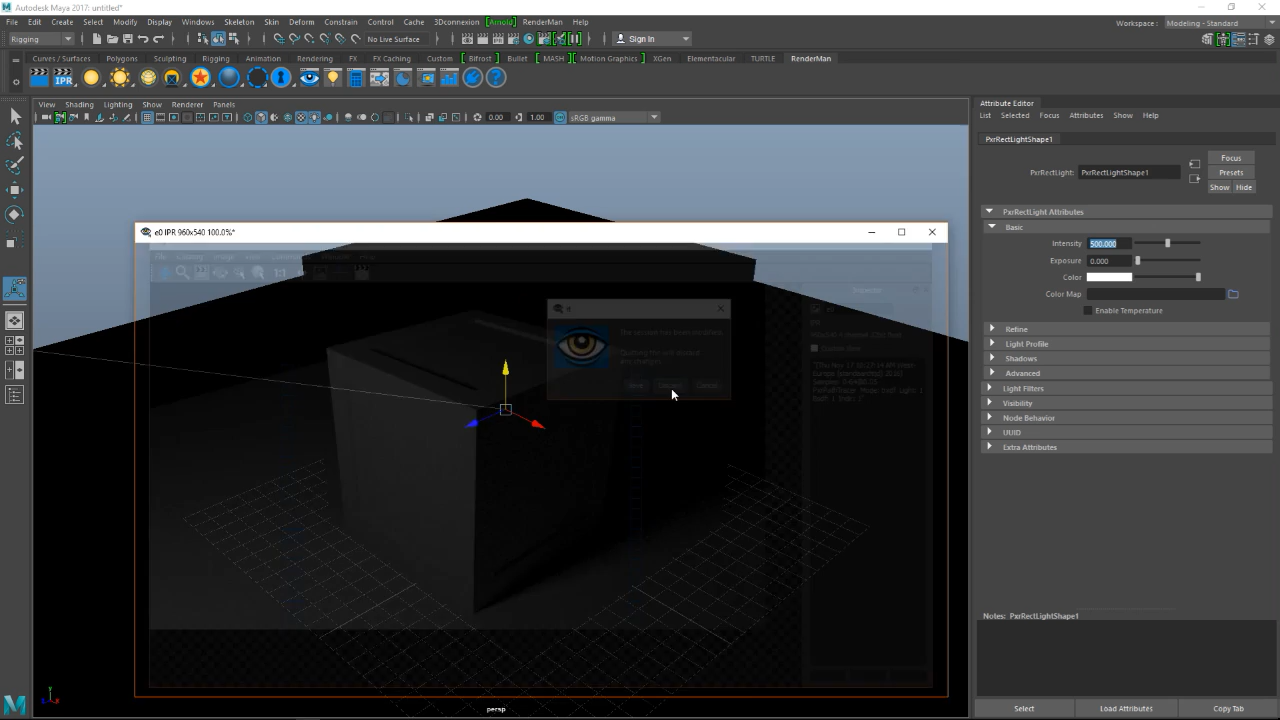 Autodesk Maya 2017: untitled*
File Edit Create Select Modify Display Windows Skeleton Skin Deform Constrain Control Cache 3Dconnexion [Arnold] RenderMan Help
Workspace : Modeling - Standard
Rigging No Live Surface Sign In
Curves / Surfaces Polygons Sculpting Rigging Animation Rendering FX FX Caching Custom Bifrost Bullet MASH Motion Graphics XGen Elementacular TURTLE RenderMan
IPR
View Shading Lighting Show Renderer Panels
0.00 1.00 sRGB gamma
e0 IPR 960x540 100.0%*
it
persp
Attribute Editor
List Selected Focus Attributes Show Help
PxrRectLightShape1
Focus
PxrRectLight: PxrRectLightShape1 Presets
Show Hide
PxrRectLight Attributes
Basic
Intensity 500.000
Exposure 0.000
Color
Color Map
Enable Temperature
Refine
Light Profile
Shadows
Advanced
Light Filters
Visibility
Node Behavior
UUID
Extra Attributes
Notes: PxrRectLightShape1
Select Load Attributes Copy Tab